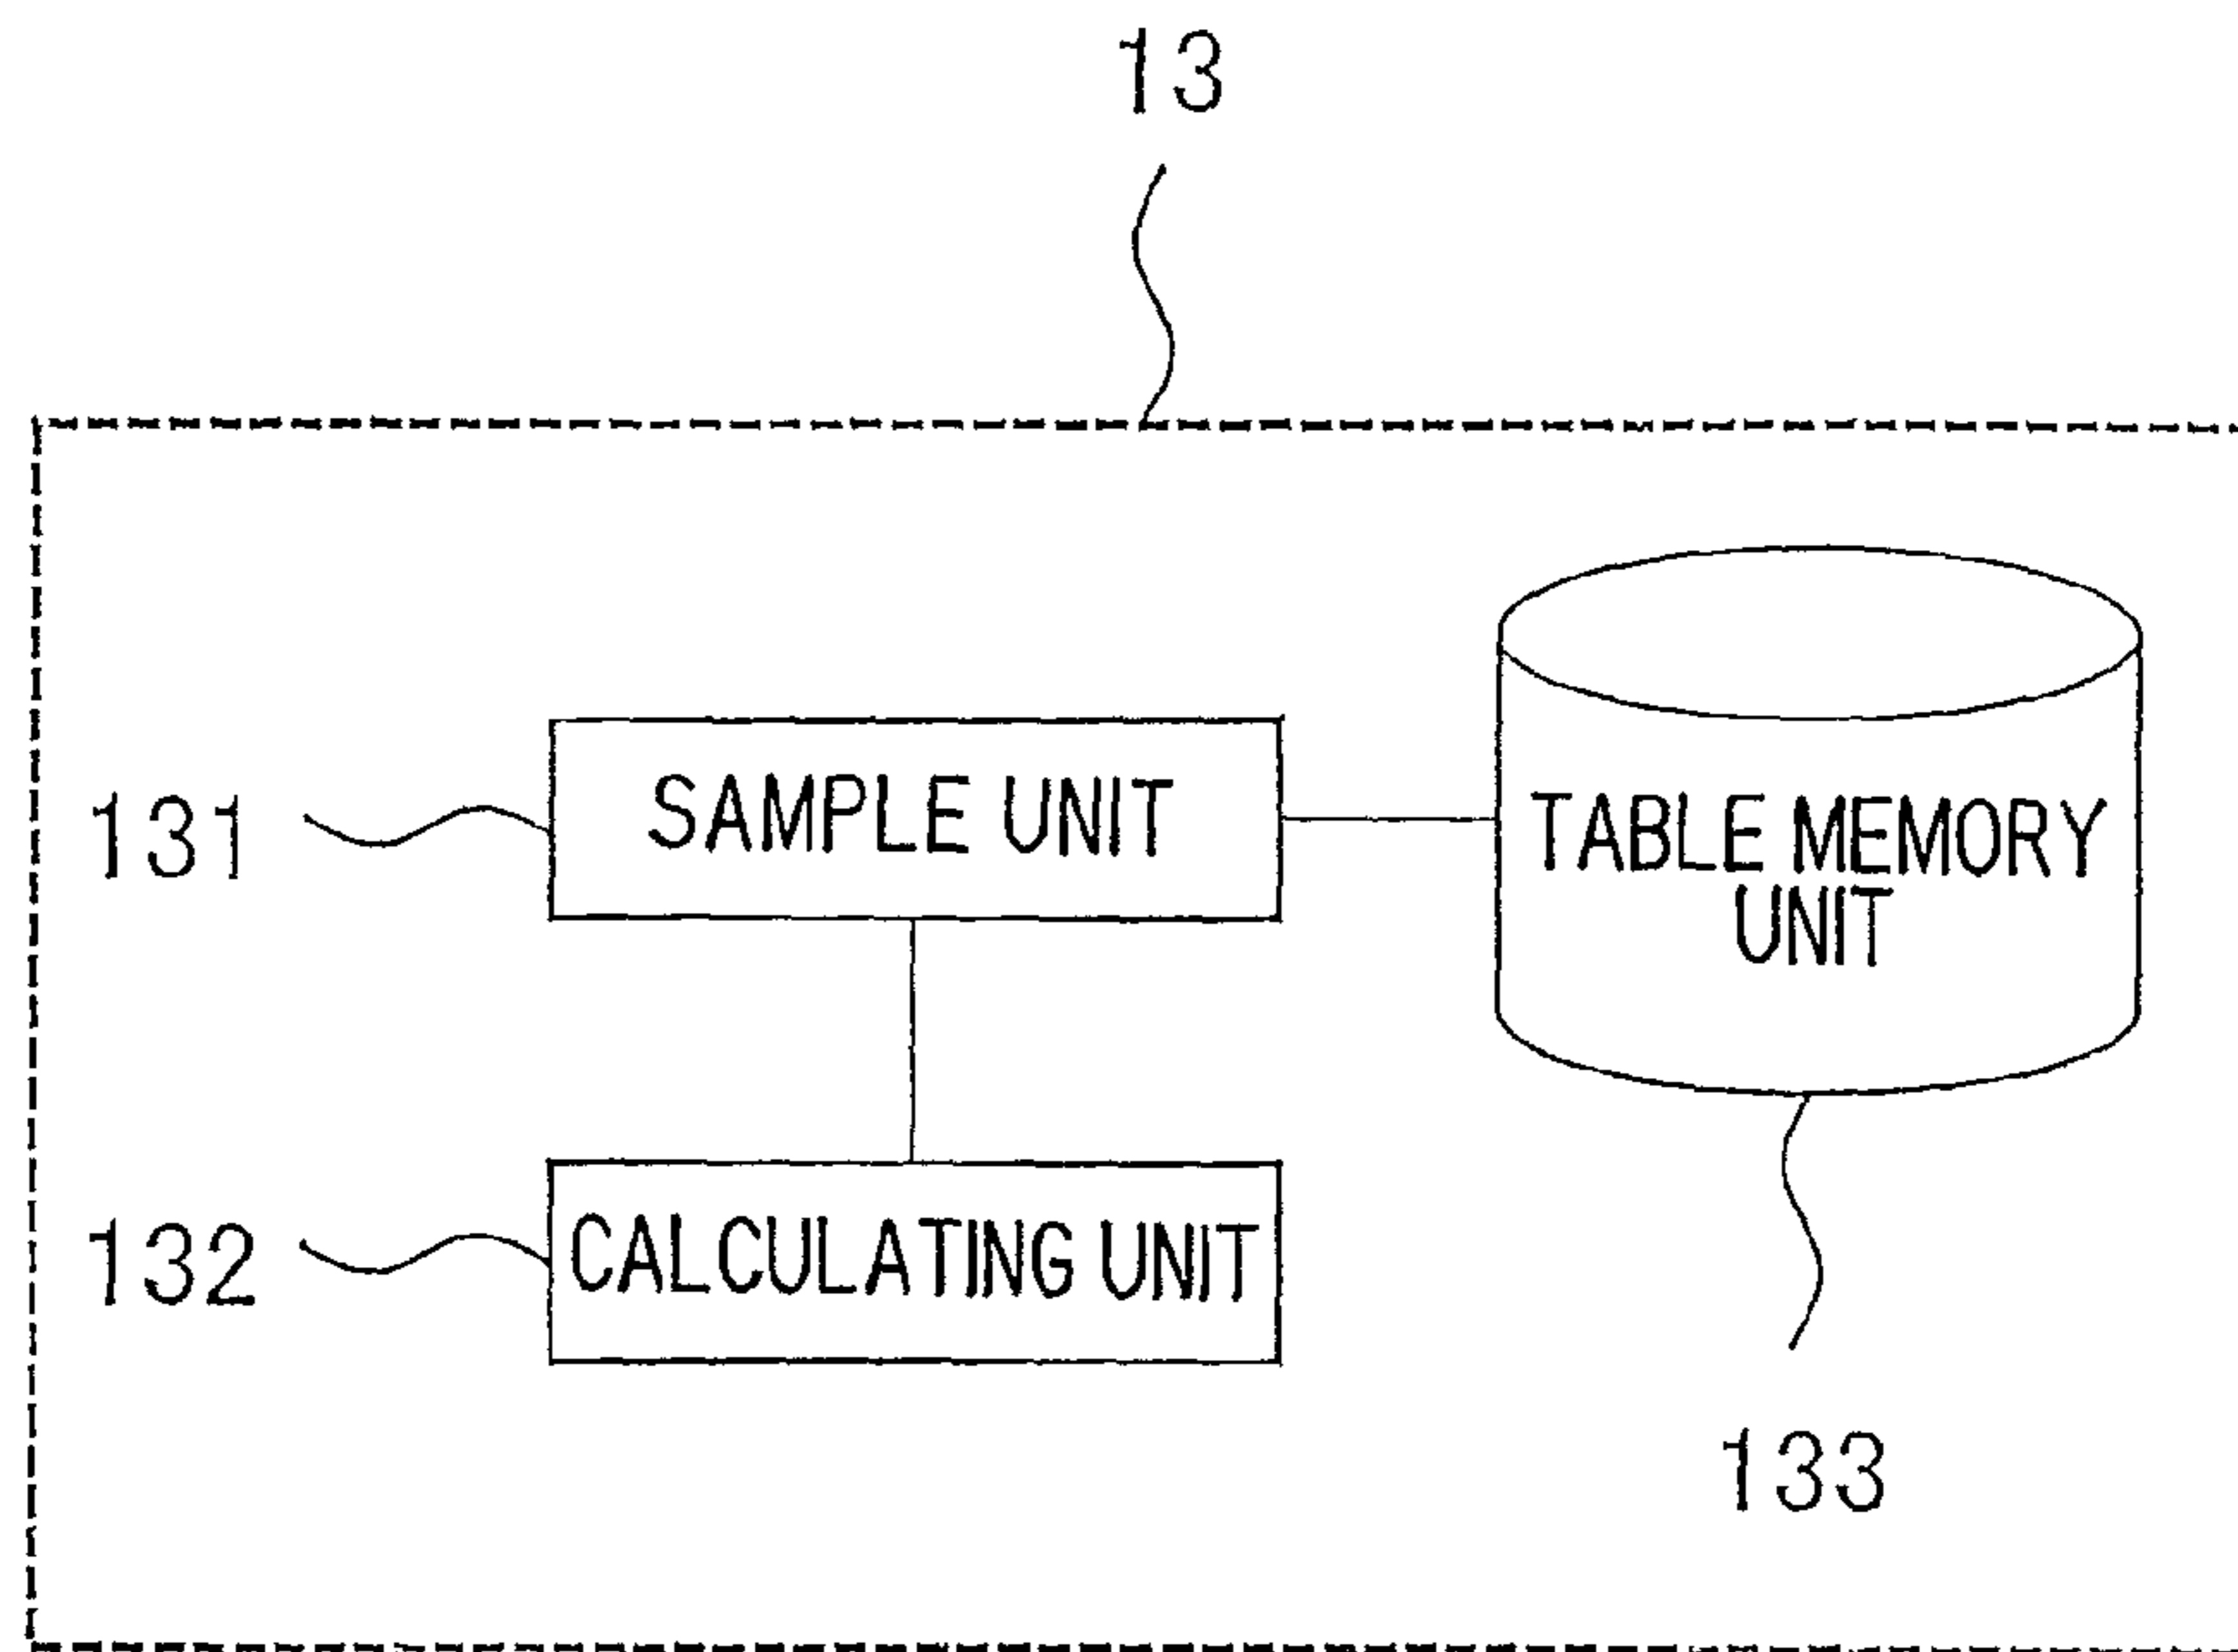 13
131
SAMPLE UNIT
TABLE MEMORY
UNIT
132
CALCULATING UNIT
133